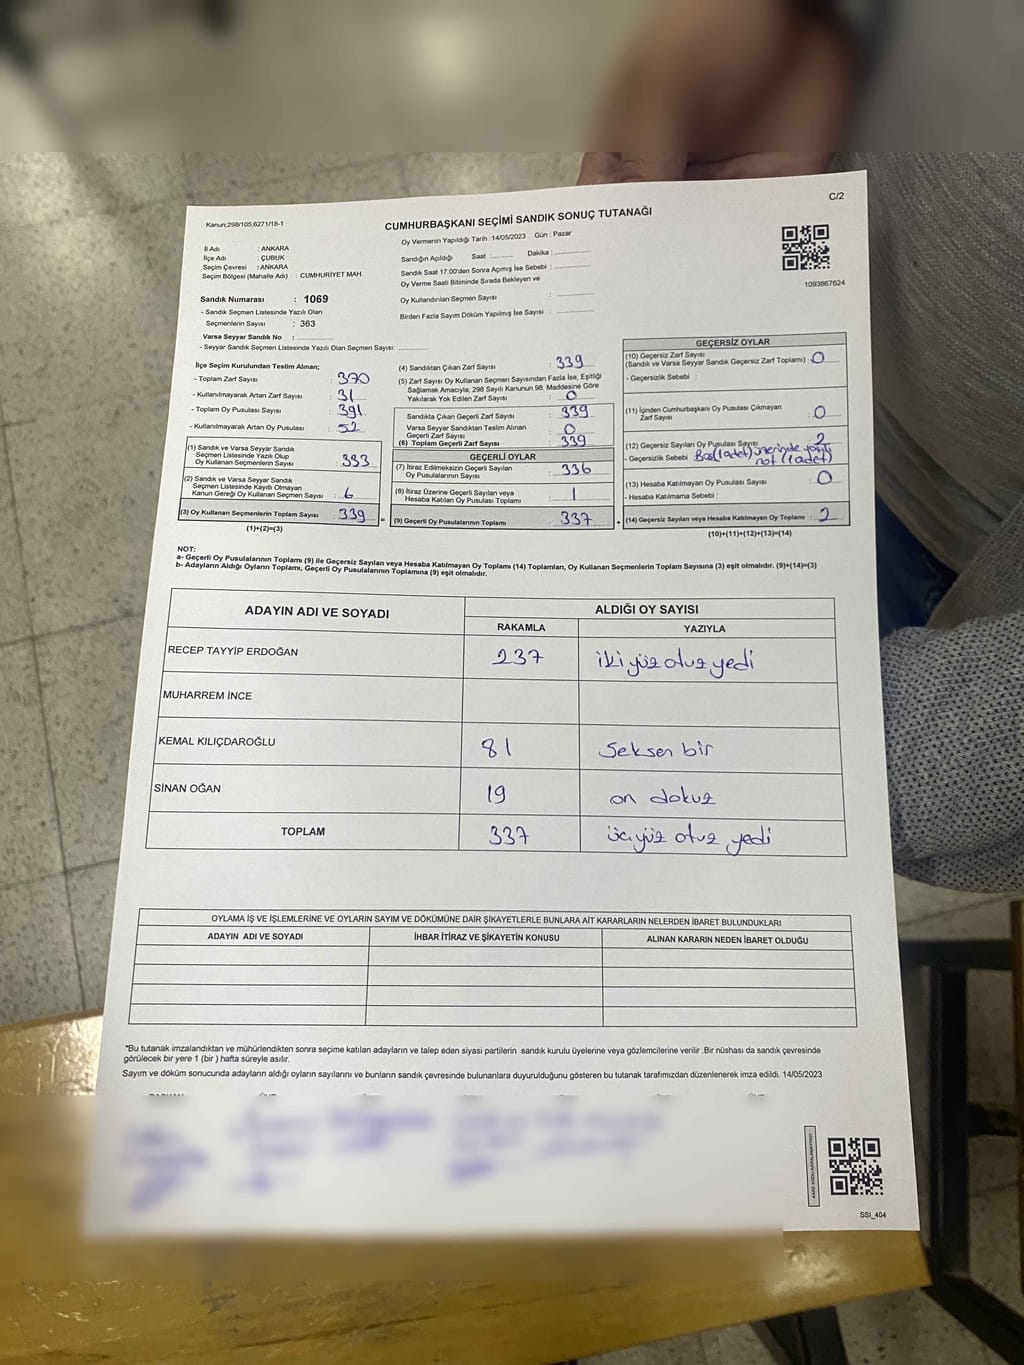 C/2
Kanun;298/105;6271/18-1
CUMHURBAŞKANI SEÇİMİ SANDIK SONUÇ TUTANAĞI
Oy Vermenin Yapıldığı Tarih : 14/05/2023 Gün : Pazar
İl Adı : ANKARA
İlçe Adı : ÇUBUK
Seçim Çevresi : ANKARA
Seçim Bölgesi (Mahalle Adı) : CUMHURİYET MAH.
Sandık Numarası : 1069
- Sandık Seçmen Listesinde Yazılı Olan
Seçmenlerin Sayısı : 363
Varsa Seyyar Sandık No :
- Seyyar Sandık Seçmen Listesinde Yazılı Olan Seçmen Sayısı:
Sandığın Açıldığı Saat : Dakika :
Sandık Saat 17:00'den Sonra Açımış İse Sebebi :
Oy Verme Saati Bitiminde Sırada Bekleyen ve
Oy Kullandırılan Seçmen Sayısı :
Birden Fazla Sayım Döküm Yapılmış İse Sayısı :
1093867624
İlçe Seçim Kurulundan Teslim Alınan;
- Toplam Zarf Sayısı : 370
- Kullanılmayarak Artan Zarf Sayısı : 31
- Toplam Oy Pusulası Sayısı : 391
- Kullanılmayarak Artan Oy Pusulası : 52
(1) Sandık ve Varsa Seyyar Sandık
Seçmen Listesinde Yazılı Olup
Oy Kullanan Seçmenlerin Sayısı : 333
(2) Sandık ve Varsa Seyyar Sandık
Seçmen Listesinde Kayıtlı Olmayan
Kanun Gereği Oy Kullanan Seçmen Sayısı : 6
(3) Oy Kullanan Seçmenlerin Toplam Sayısı : 339
(1)+(2)=(3)
(4) Sandıktan Çıkan Zarf Sayısı : 339
(5) Zarf Sayısı Oy Kullanan Seçmen Sayısından Fazla İse, Eşitliği
Sağlamak Amacıyla; 298 Sayılı Kanunun 98. Maddesine Göre
Yakılarak Yok Edilen Zarf Sayısı : 0
Sandıkta Çıkan Geçerli Zarf Sayısı : 339
Varsa Seyyar Sandıktan Teslim Alınan
Geçerli Zarf Sayısı : 0
(6) Toplam Geçerli Zarf Sayısı : 339
GEÇERLİ OYLAR
(7) İtiraz Edilmeksizin Geçerli Sayılan
Oy Pusulalarının Sayısı : 336
(8) İtiraz Üzerine Geçerli Sayılan veya
Hesaba Katılan Oy Pusulası Toplamı : 1
= (9) Geçerli Oy Pusulalarının Toplamı : 337
GEÇERSİZ OYLAR
(10) Geçersiz Zarf Sayısı
(Sandık ve Varsa Seyyar Sandık Geçersiz Zarf Toplamı) : 0
- Geçersizlik Sebebi :
(11) İçinden Cumhurbaşkanı Oy Pusulası Çıkmayan
Zarf Sayısı : 0
(12) Geçersiz Sayılan Oy Pusulası Sayısı : 2
- Geçersizlik Sebebi : Boş (1 adet) üzerinde yazılı
not (1 adet)
(13) Hesaba Katılmayan Oy Pusulası Sayısı : 0
- Hesaba Katılmama Sebebi :
+ (14) Geçersiz Sayılan veya Hesaba Katılmayan Oy Toplamı : 2
(10)+(11)+(12)+(13)=(14)
NOT:
a- Geçerli Oy Pusulalarının Toplamı (9) ile Geçersiz Sayılan veya Hesaba Katılmayan Oy Toplamı (14) Toplamları, Oy Kullanan Seçmenlerin Toplam Sayısına (3) eşit olmalıdır. (9)+(14)=(3)
b- Adayların Aldığı Oyların Toplamı, Geçerli Oy Pusulalarının Toplamına (9) eşit olmalıdır.
ADAYIN ADI VE SOYADI ALDIĞI OY SAYISI
RAKAMLA YAZIYLA
RECEP TAYYİP ERDOĞAN 237 iki yüz otuz yedi
MUHARREM İNCE
KEMAL KILIÇDAROĞLU 81 Seksen bir
SİNAN OĞAN 19 on dokuz
TOPLAM 337 üçyüz otuz yedi
OYLAMA İŞ VE İŞLEMLERİNE VE OYLARIN SAYIM VE DÖKÜMÜNE DAİR ŞİKAYETLERLE BUNLARA AİT KARARLARIN NELERDEN İBARET BULUNDUKLARI
ADAYIN ADI VE SOYADI İHBAR İTİRAZ VE ŞİKAYETİN KONUSU ALINAN KARARIN NEDEN İBARET OLDUĞU
*Bu tutanak imzalandıktan ve mühürlendikten sonra seçime katılan adayların ve talep eden siyasi partilerin sandık kurulu üyelerine veya gözlemcilerine verilir .Bir nüshası da sandık çevresinde
görülecek bir yere 1 (bir ) hafta süreyle asılır.
Sayım ve döküm sonucunda adayların aldığı oyların sayılarını ve bunların sandık çevresinde bulunanlara duyurulduğunu gösteren bu tutanak tarafımızdan düzenlenerek imza edildi. 14/05/2023
SSİ_404